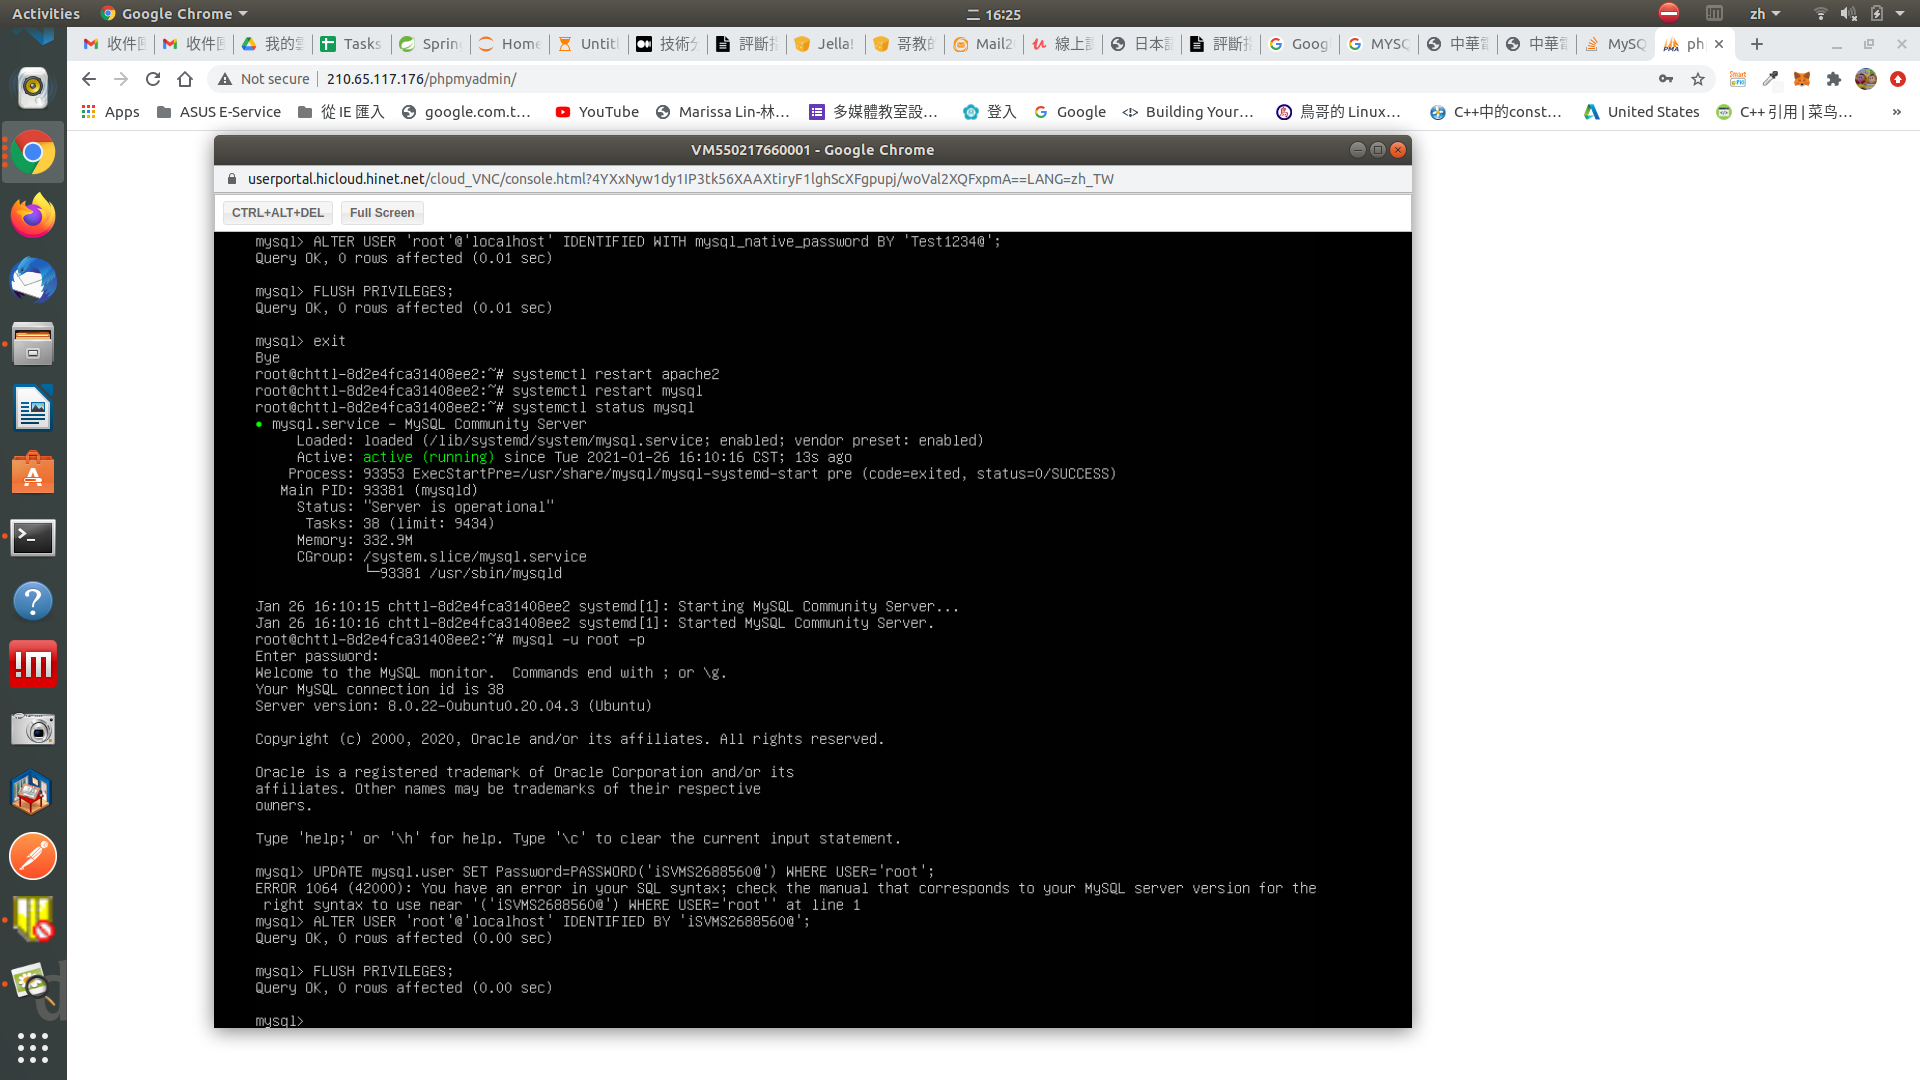 Activities
Google Chrome
二 16:25
zh
收件
收件
我的雲
Tasks
Spring
Home
Untitl
技術分
評斷
Jella!
哥教的
Mail2
線上
日本
評斷
Goog
MYSQ
中華電
中華電
MySQ
ph
Not secure
210.65.117.176/phpmyadmin/
Apps
ASUS E-Service
從 IE 匯入
google.com.t...
YouTube
Marissa Lin-林...
多媒體教室設...
登入
Google
Building Your...
鳥哥的 Linux...
C++中的const...
United States
C++ 引用 | 菜鸟...
»
VM550217660001 - Google Chrome
userportal.hicloud.hinet.net/cloud_VNC/console.html?4YXxNyw1dy1IP3tk56XAAXtiryF1lghScXFgpupj/woVal2XQFxpmA==LANG=zh_TW
CTRL+ALT+DEL
Full Screen
mysql> ALTER USER 'root'@'localhost' IDENTIFIED WITH mysql_native_password BY 'Test1234@';
Query OK, 0 rows affected (0.01 sec)
mysql> FLUSH PRIVILEGES;
Query OK, 0 rows affected (0.01 sec)
mysql> exit
Bye
root@chttl-8d2e4fca31408ee2:~# systemctl restart apache2
root@chttl-8d2e4fca31408ee2:~# systemctl restart mysql
root@chttl-8d2e4fca31408ee2:~# systemctl status mysql
● mysql.service - MySQL Community Server
Loaded: loaded (/lib/systemd/system/mysql.service; enabled; vendor preset: enabled)
Active: active (running) since Tue 2021-01-26 16:10:16 CST; 13s ago
Process: 93353 ExecStartPre=/usr/share/mysql/mysql-systemd-start pre (code=exited, status=0/SUCCESS)
Main PID: 93381 (mysqld)
Status: "Server is operational"
Tasks: 38 (limit: 9434)
Memory: 332.9M
CGroup: /system.slice/mysql.service
└─93381 /usr/sbin/mysqld
Jan 26 16:10:15 chttl-8d2e4fca31408ee2 systemd[1]: Starting MySQL Community Server...
Jan 26 16:10:16 chttl-8d2e4fca31408ee2 systemd[1]: Started MySQL Community Server.
root@chttl-8d2e4fca31408ee2:~# mysql -u root -p
Enter password:
Welcome to the MySQL monitor.  Commands end with ; or \g.
Your MySQL connection id is 38
Server version: 8.0.22-0ubuntu0.20.04.3 (Ubuntu)
Copyright (c) 2000, 2020, Oracle and/or its affiliates. All rights reserved.
Oracle is a registered trademark of Oracle Corporation and/or its
affiliates. Other names may be trademarks of their respective
owners.
Type 'help;' or '\h' for help. Type '\c' to clear the current input statement.
mysql> UPDATE mysql.user SET Password=PASSWORD('iSVMS2688560@') WHERE USER='root';
ERROR 1064 (42000): You have an error in your SQL syntax; check the manual that corresponds to your MySQL server version for the
right syntax to use near '('iSVMS2688560@') WHERE USER='root'' at line 1
mysql> ALTER USER 'root'@'localhost' IDENTIFIED BY 'iSVMS2688560@';
Query OK, 0 rows affected (0.00 sec)
mysql> FLUSH PRIVILEGES;
Query OK, 0 rows affected (0.00 sec)
mysql>